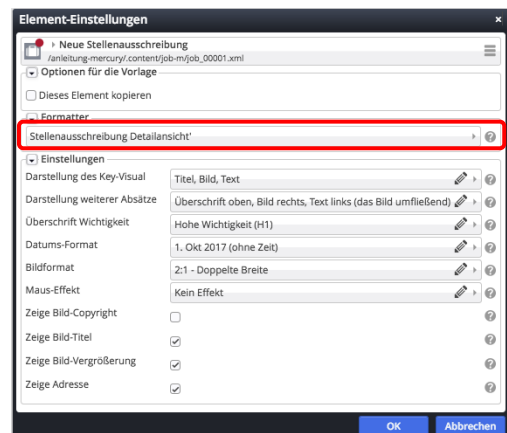 Element-Einstellungen ×
Neue Stellenausschreibung
/anleitung-mercury/.content/job-m/job_00001.xml
Optionen für die Vorlage
Dieses Element kopieren
Formatter
Stellenausschreibung Detailansicht' ?
Einstellungen
Darstellung des Key-Visual Titel, Bild, Text ?
Darstellung weiterer Absätze Überschrift oben, Bild rechts, Text links (das Bild umfließend) ?
Überschrift Wichtigkeit Hohe Wichtigkeit (H1) ?
Datums-Format 1. Okt 2017 (ohne Zeit) ?
Bildformat 2:1 - Doppelte Breite ?
Maus-Effekt Kein Effekt ?
Zeige Bild-Copyright ?
Zeige Bild-Titel ?
Zeige Bild-Vergrößerung ?
Zeige Adresse ?
OK Abbrechen